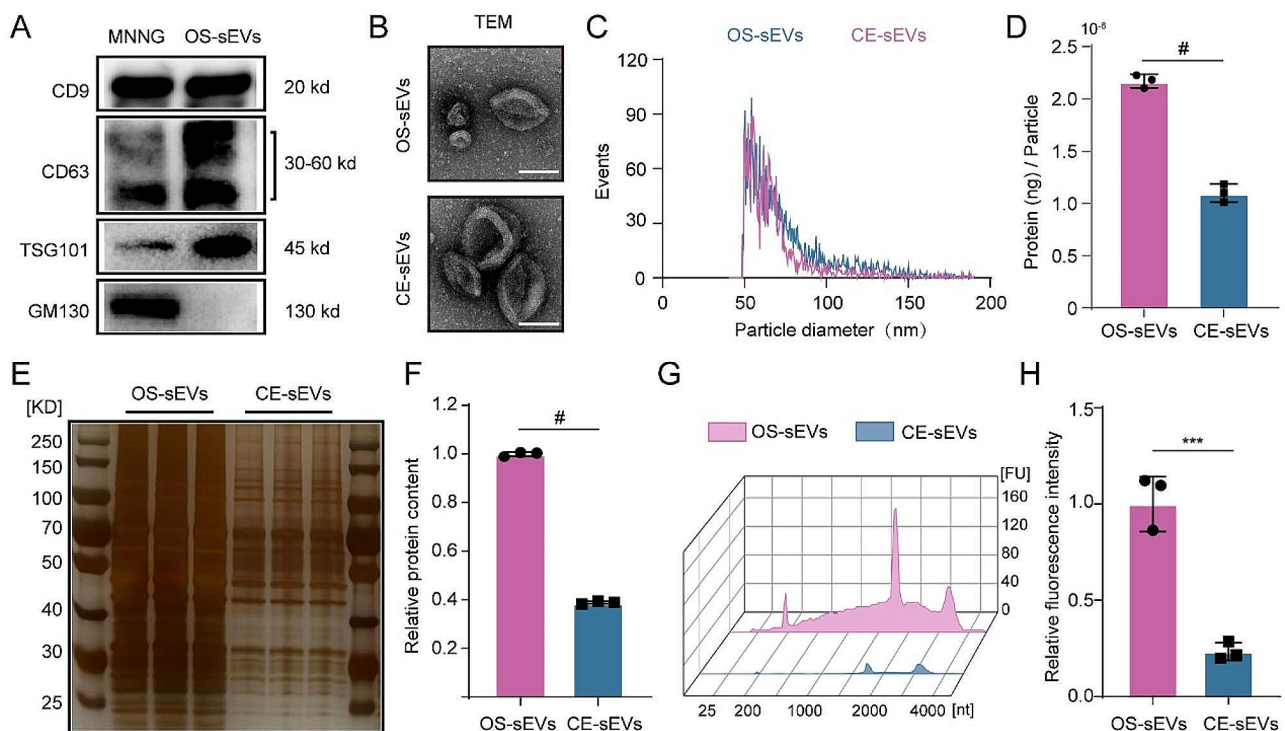 A
MNNG OS-sEVs
CD9 20 kd
CD63 30-60 kd
TSG101 45 kd
GM130 130 kd
B
TEM
OS-sEVs
CE-sEVs
C
OS-sEVs CE-sEVs
120
90
60
30
0
Events
0 50 100 150 200
Particle diameter (nm)
D
10⁻⁶
2.5
2.0
1.0
0.5
0
#
Protein (ng) / Particle
OS-sEVs CE-sEVs
E
OS-sEVs CE-sEVs
[KD]
250
150
100
70
50
40
30
25
F
1.2
1.0
0.8
0.6
0.4
0.2
#
Relative protein content
OS-sEVs CE-sEVs
G
OS-sEVs CE-sEVs
[FU]
160
120
80
40
0
25 200 1000 2000 4000 [nt]
H
1.5
1.0
0.5
0.0
***
Relative fluorescence intensity
OS-sEVs CE-sEVs